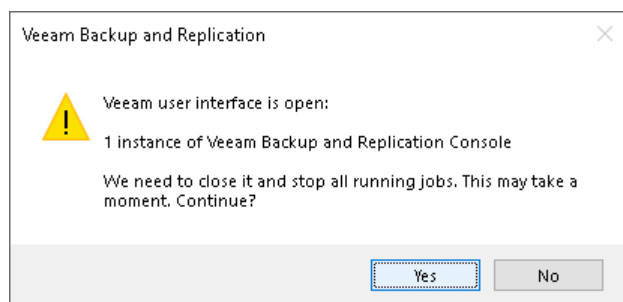 Veeam Backup and Replication
Veeam user interface is open:
1 instance of Veeam Backup and Replication Console
We need to close it and stop all running jobs. This may take a
moment. Continue?
Yes
No